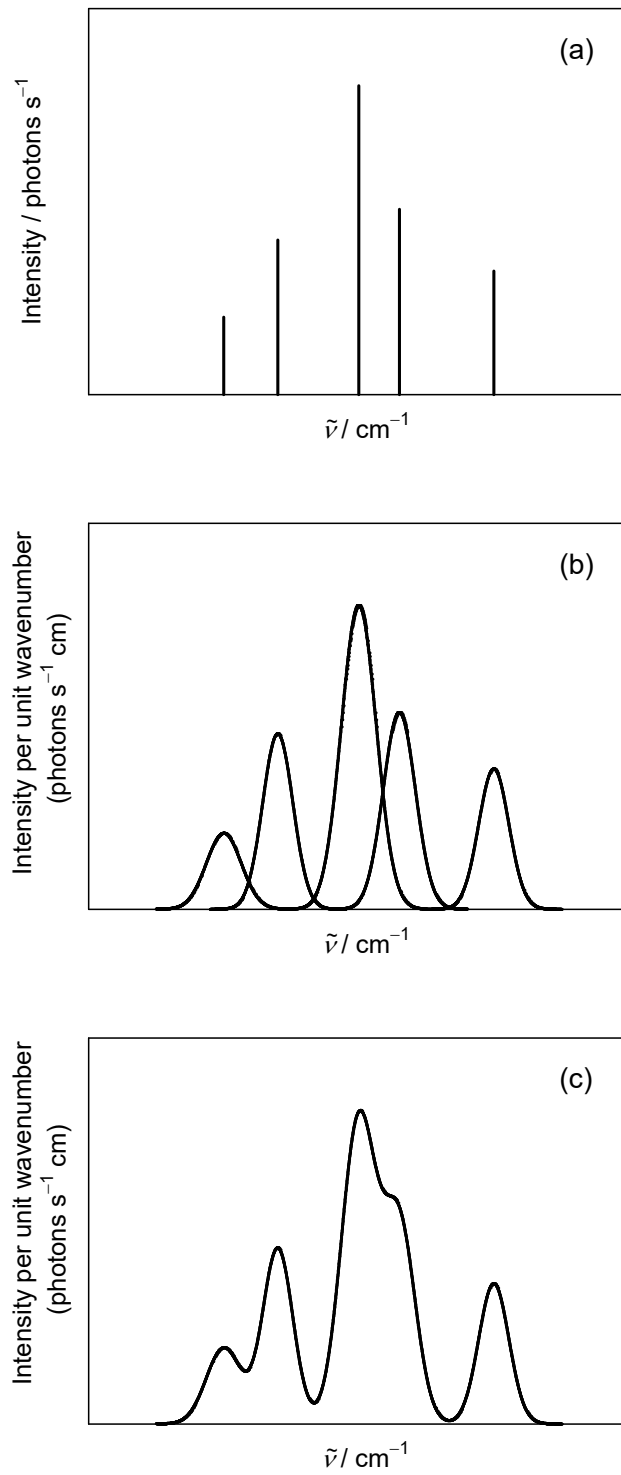 (a)
Intensity / photons s⁻¹
ν̃ / cm⁻¹
(b)
Intensity per unit wavenumber
(photons s⁻¹ cm)
ν̃ / cm⁻¹
(c)
Intensity per unit wavenumber
(photons s⁻¹ cm)
ν̃ / cm⁻¹